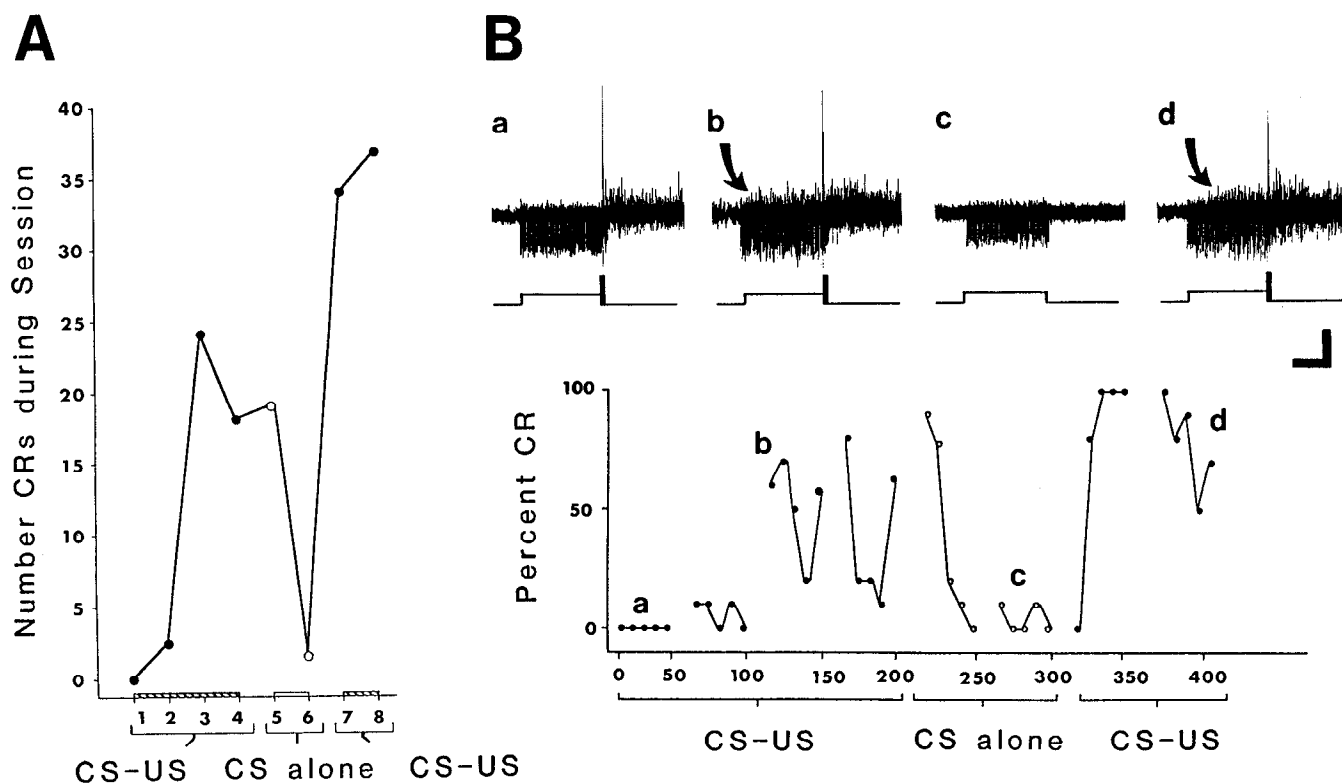 A
Number CRs during Session
40
35
30
25
20
15
10
5
0
1 2 3 4 5 6 7 8
CS-US CS alone CS-US
B
a b c d
Percent CR
100
50
0
a b c d
0 50 100 150 200 250 300 350 400
CS-US CS alone CS-US